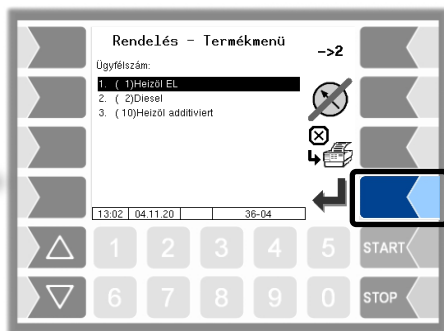 Rendelés - Termékmenü
->2
Ügyfélszám:
1. ( 1)Heizöl EL
2. ( 2)Diesel
3. ( 10)Heizöl additiviert
13:02 04.11.20 36-04
1 2 3 4 5 START
6 7 8 9 0 STOP